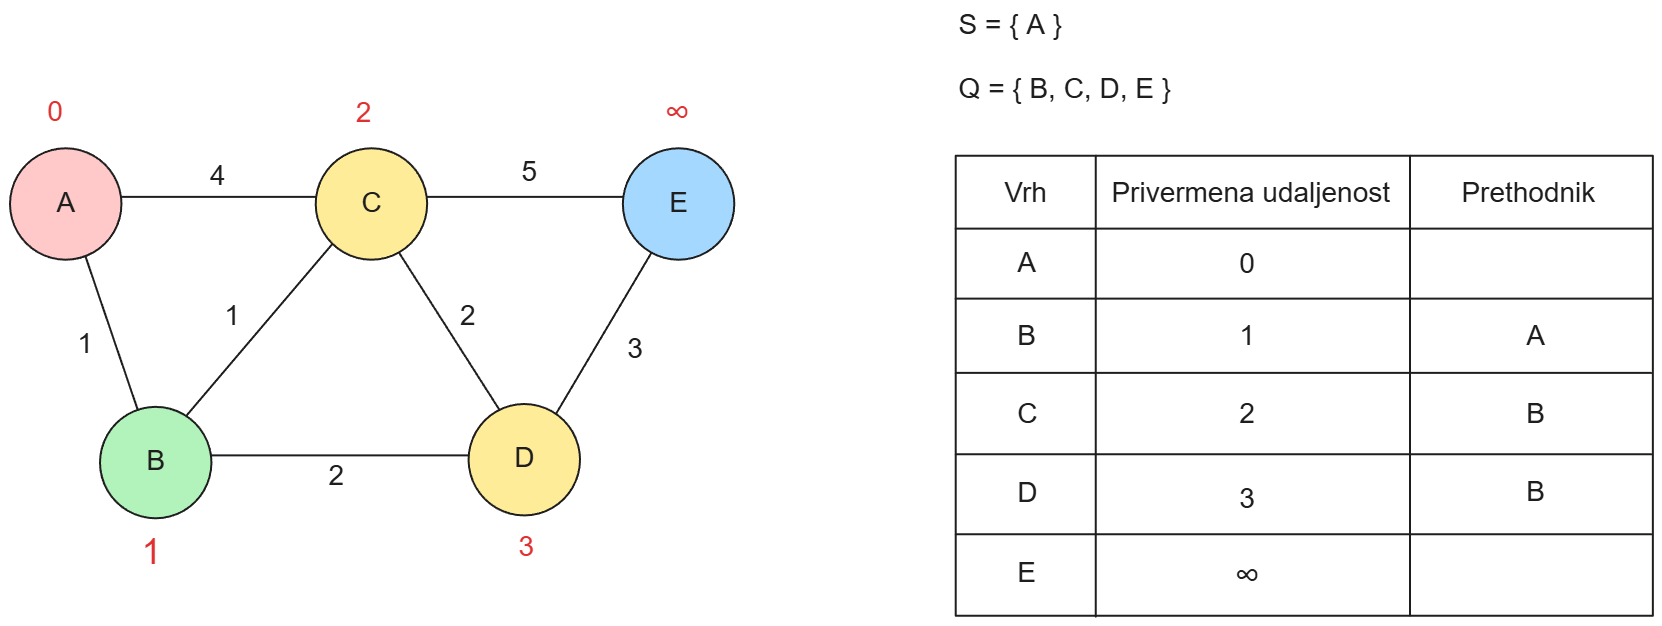 S = { A }
Q = { B, C, D, E }
0
2
∞
A
4
C
5
E
1
1
2
3
B
2
D
1
3
Vrh Privermena udaljenost Prethodnik
A 0
B 1 A
C 2 B
D 3 B
E ∞